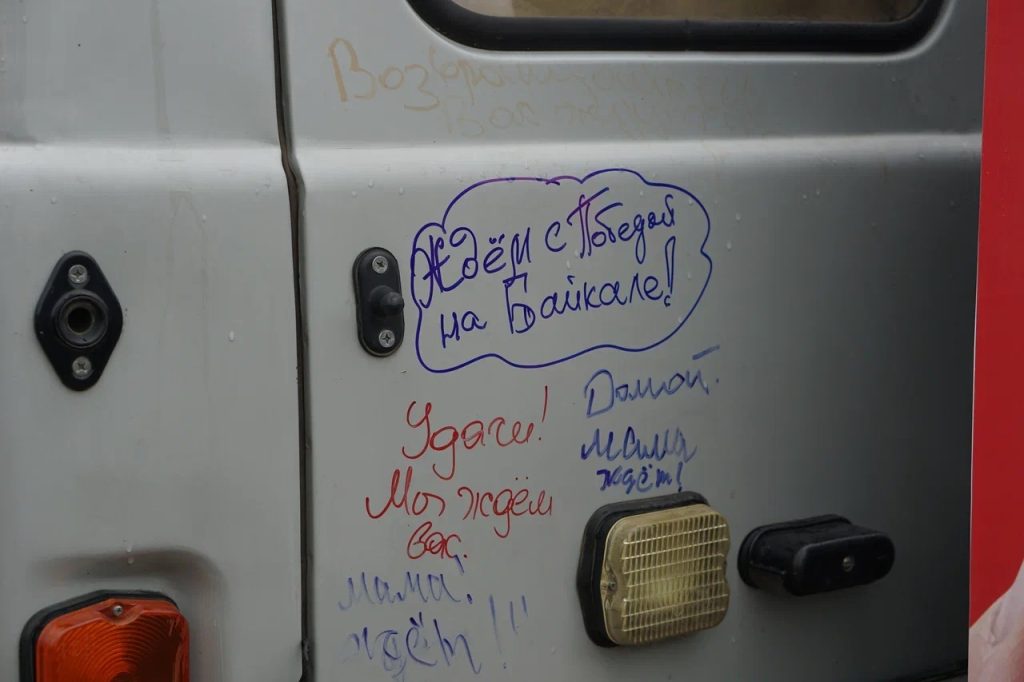 Ждём с Победой
на Байкале!
Удачи!
Мы ждём
вас.
Домой.
мама
ждёт!
мама
ждёт!!!